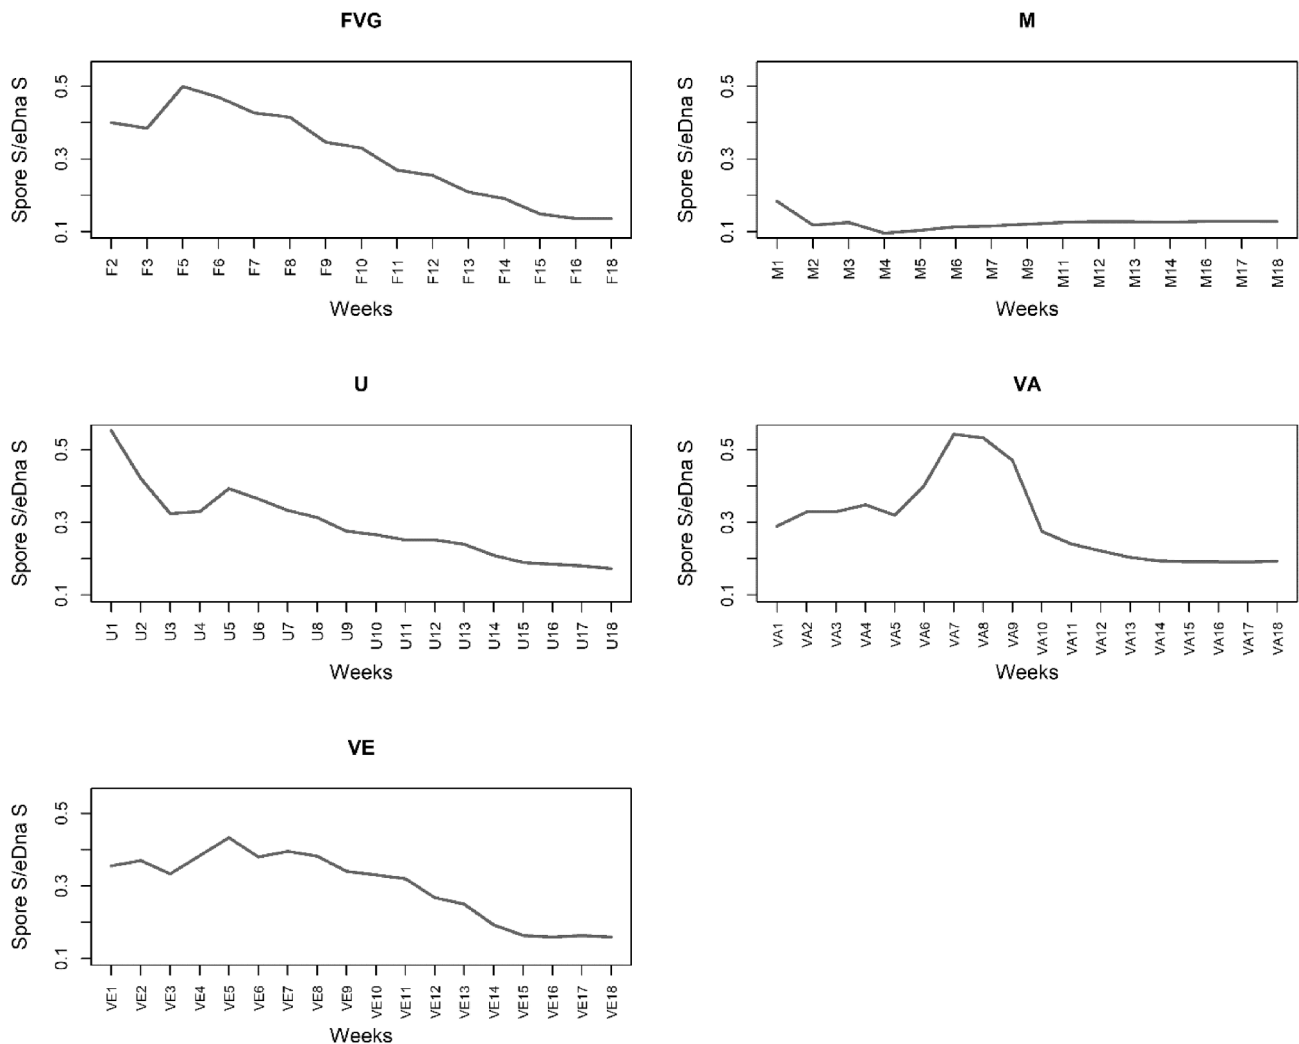 FVG
Spore S/eDna S
0.5
0.3
0.1
F2 F3 F5 F6 F7 F8 F9 F10 F11 F12 F13 F14 F15 F16 F18
Weeks
M
Spore S/eDna S
0.5
0.3
0.1
M1 M2 M3 M4 M5 M6 M7 M9 M11 M12 M13 M14 M16 M17 M18
Weeks
U
Spore S/eDna S
0.5
0.3
0.1
U1 U2 U3 U4 U5 U6 U7 U8 U9 U10 U11 U12 U13 U14 U15 U16 U17 U18
Weeks
VA
Spore S/eDna S
0.5
0.3
0.1
VA1 VA2 VA3 VA4 VA5 VA6 VA7 VA8 VA9 VA10 VA11 VA12 VA13 VA14 VA15 VA16 VA17 VA18
Weeks
VE
Spore S/eDna S
0.5
0.3
0.1
VE1 VE2 VE3 VE4 VE5 VE6 VE7 VE8 VE9 VE10 VE11 VE12 VE13 VE14 VE15 VE16 VE17 VE18
Weeks